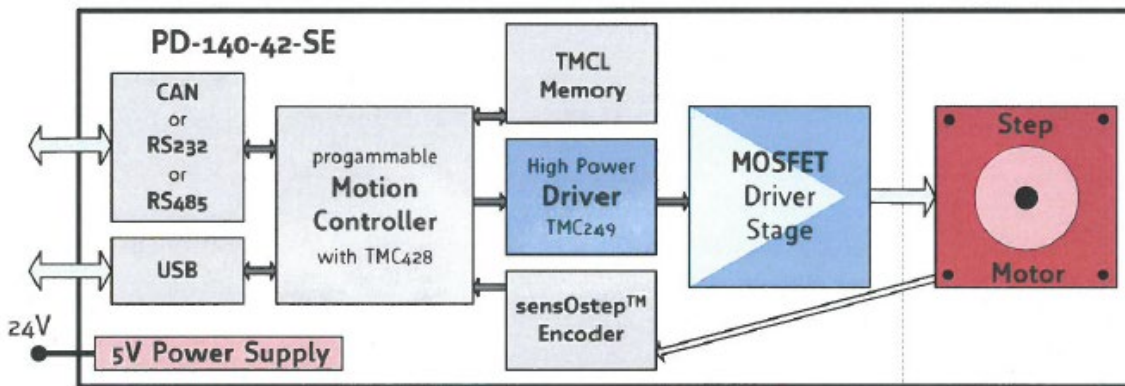 PD-140-42-SE
CAN
or
RS232
or
RS485
USB
24V
5V Power Supply
progammable
Motion
Controller
with TMC428
TMCL
Memory
High Power
Driver
TMC249
sensOstep™
Encoder
MOSFET
Driver
Stage
Step
Motor